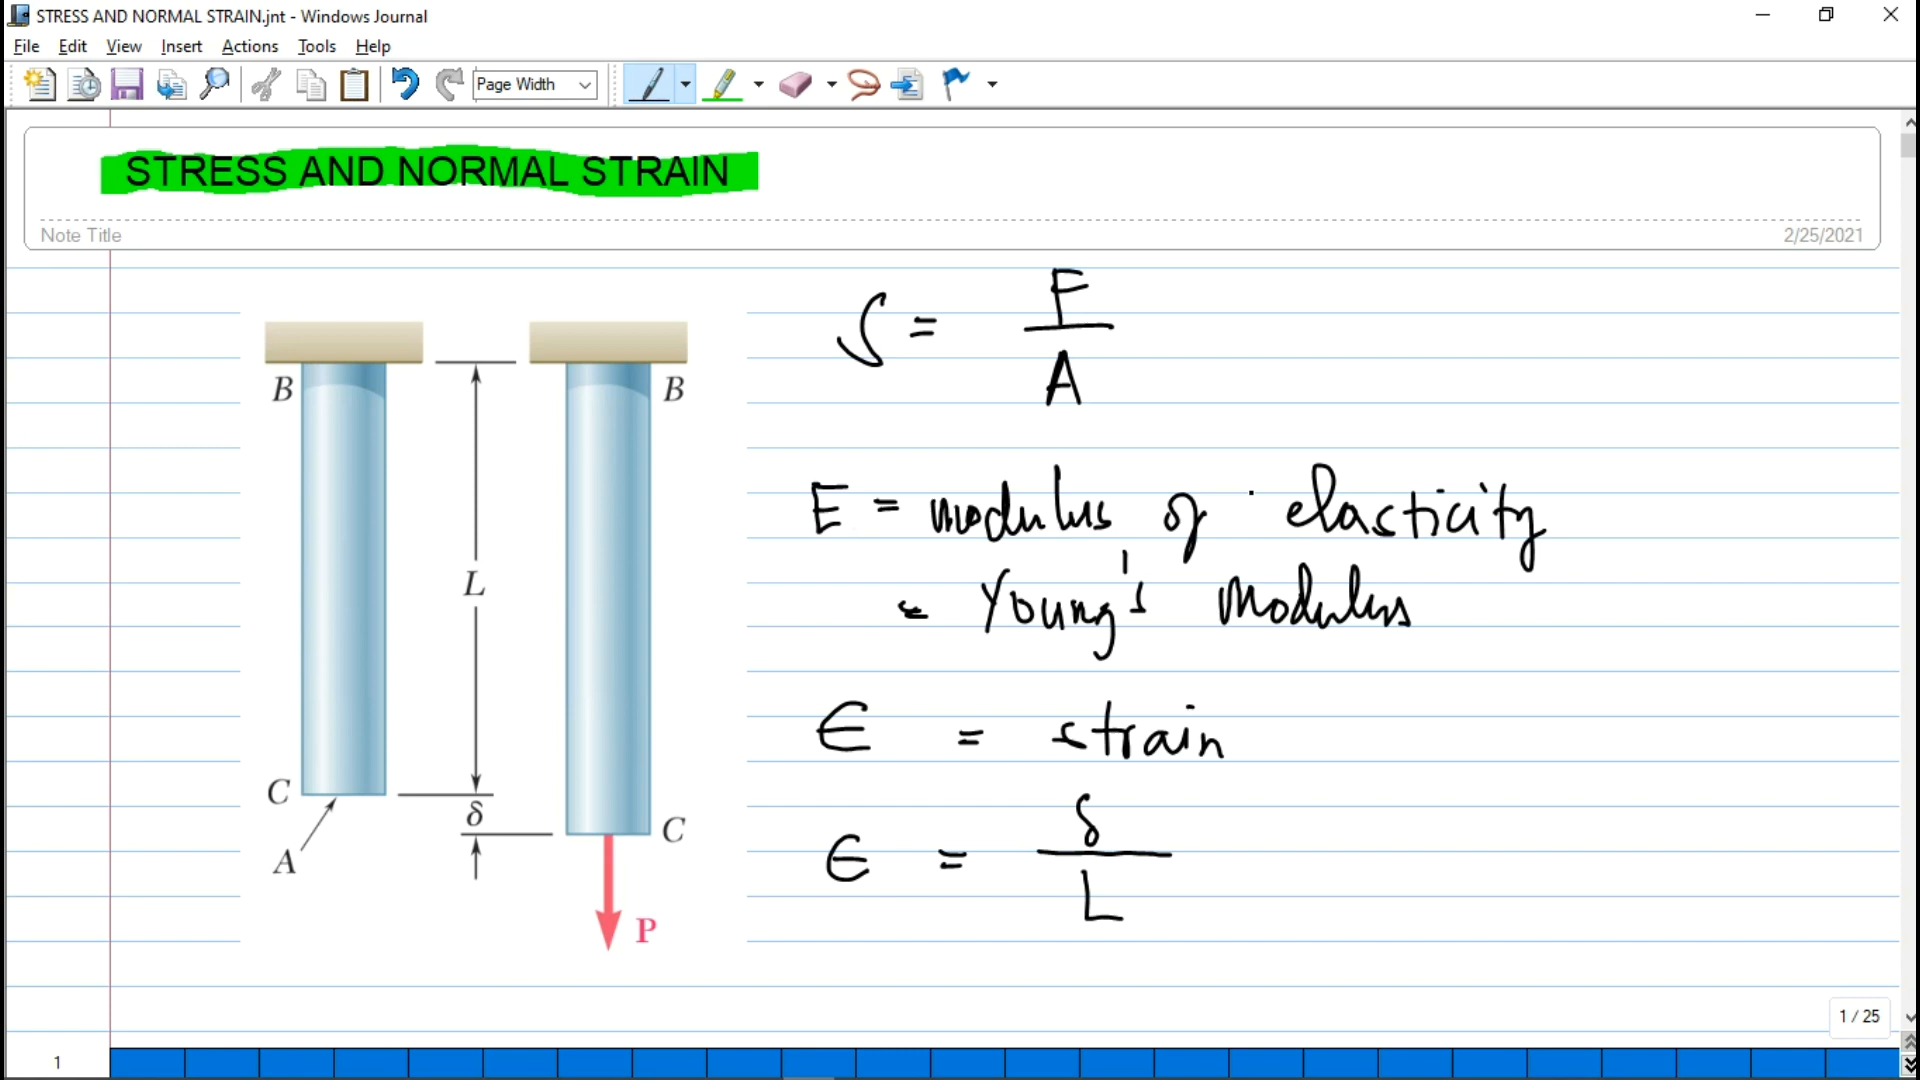 STRESS AND NORMAL STRAIN.jnt - Windows Journal
File Edit View Insert Actions Tools Help
Page Width
STRESS AND NORMAL STRAIN
Note Title
2/25/2021
B
B
L
C
δ
C
A
P
S = F
A
E = modulus of elasticity
= Young's Modulus
ϵ = strain
ϵ = δ
L
1 / 25
1